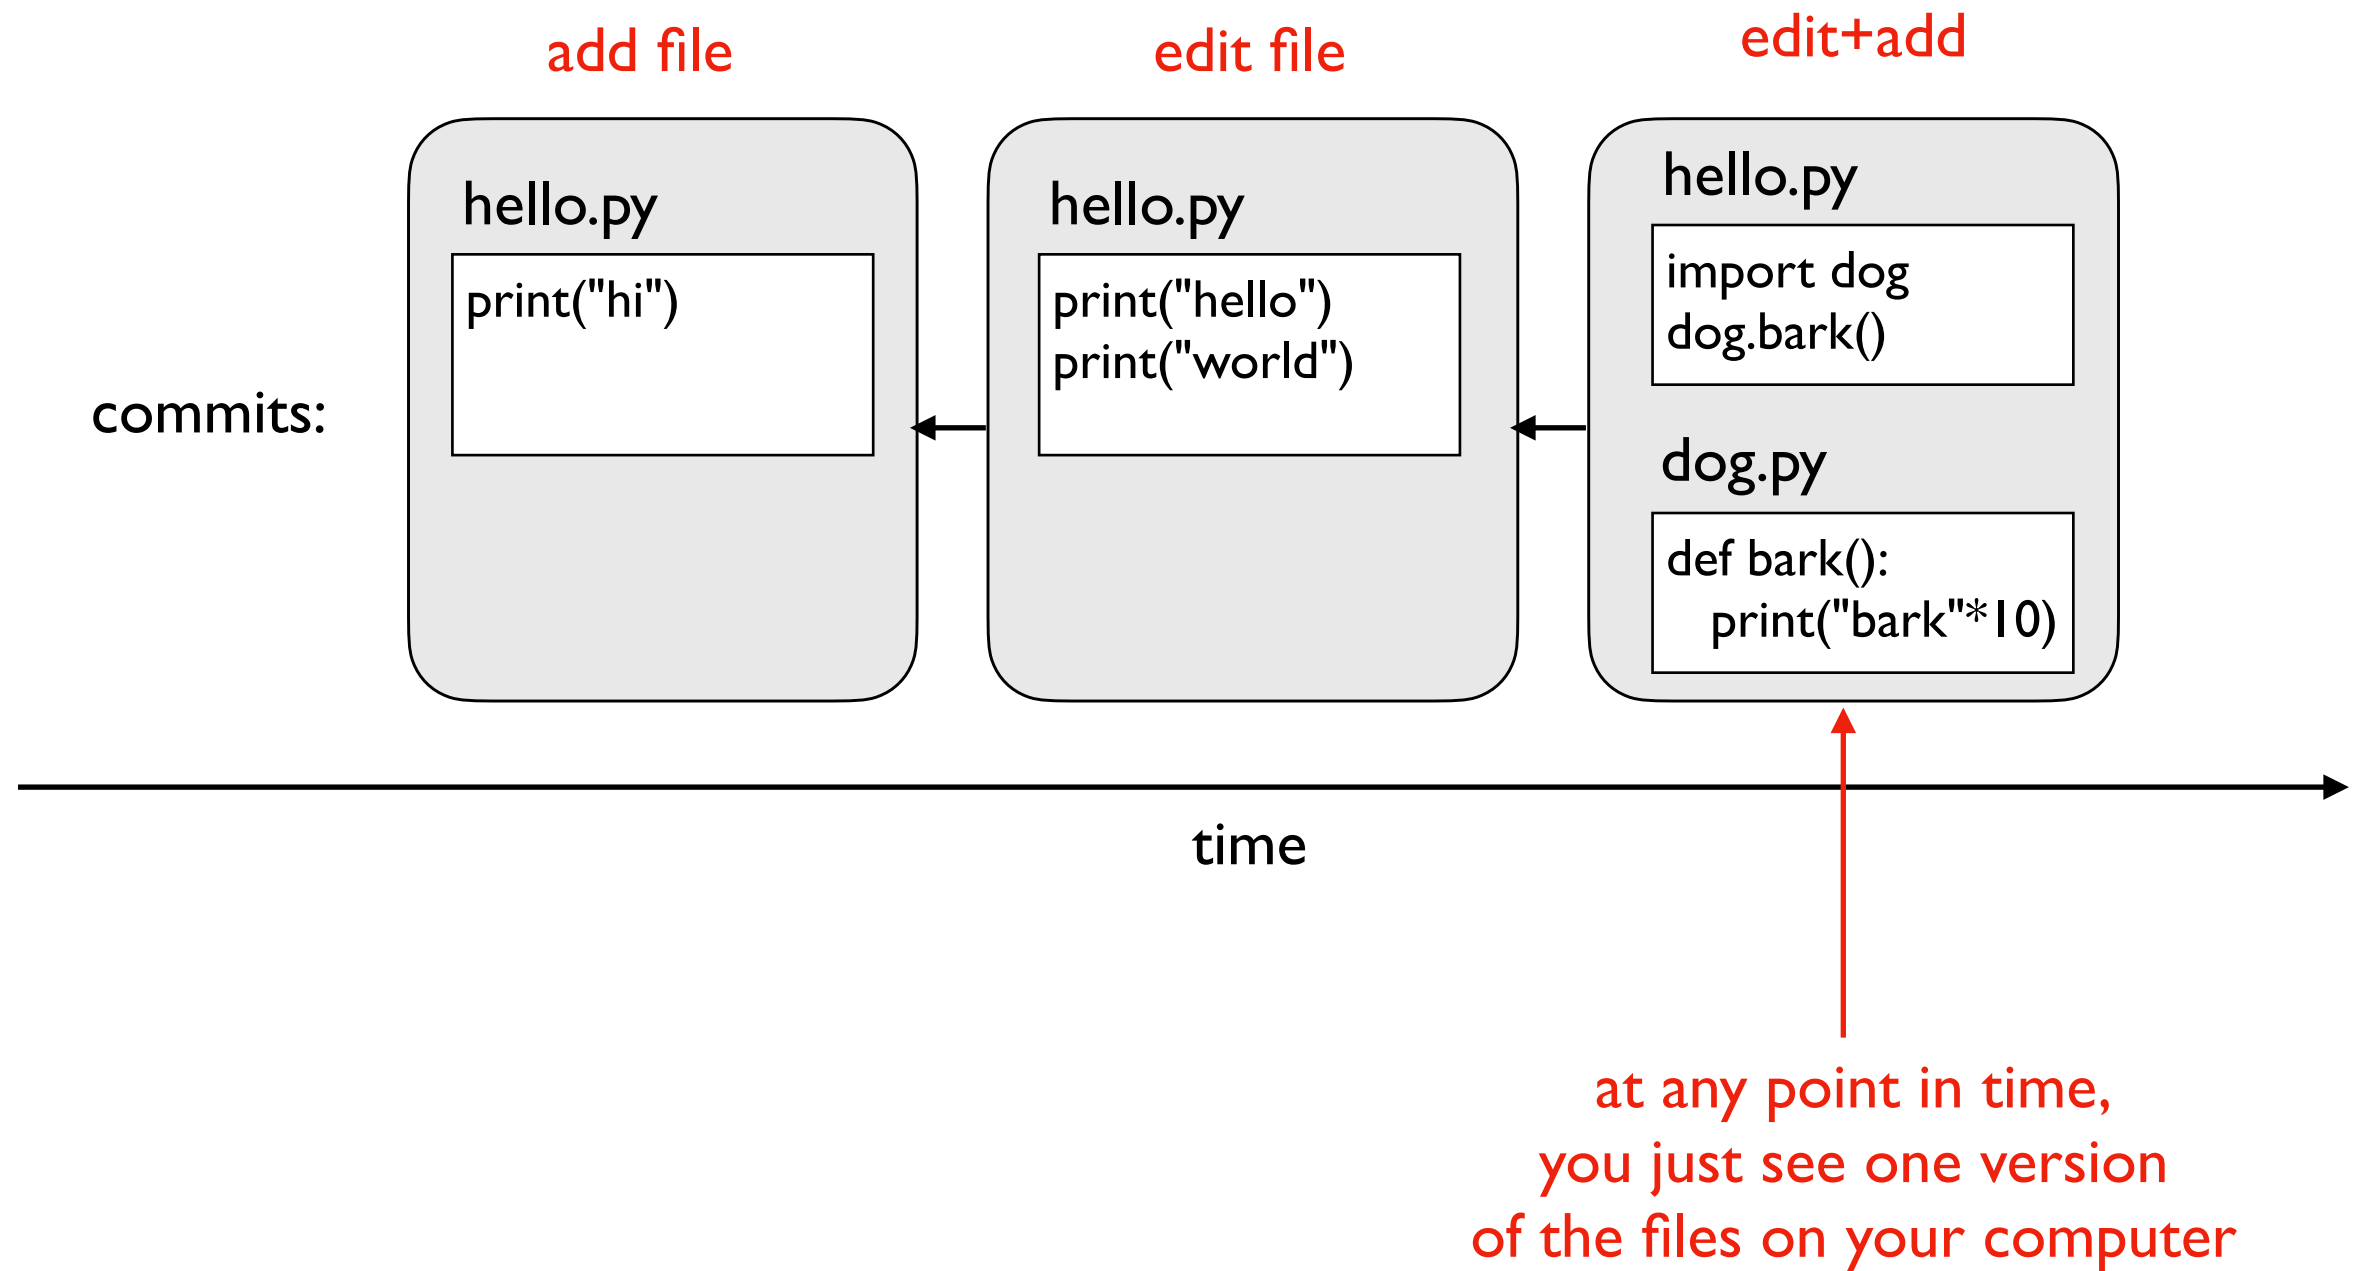 add file
edit file
edit+add
commits:
hello.py
print("hi")
hello.py
print("hello")
print("world")
hello.py
import dog
dog.bark()
dog.py
def bark():
    print("bark"*10)
time
at any point in time,
you just see one version
of the files on your computer